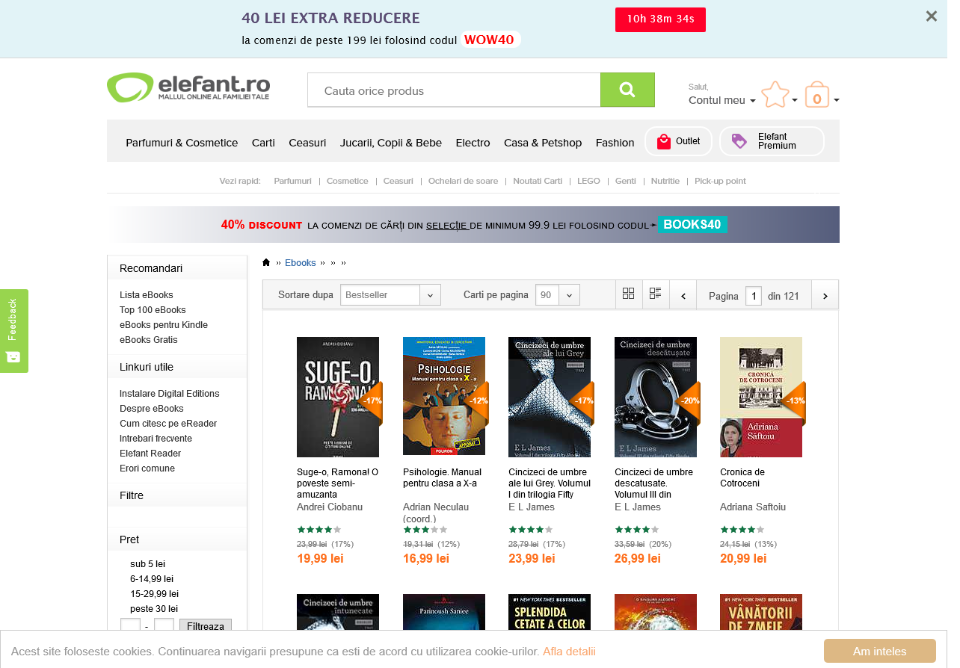 40 LEI EXTRA REDUCERE
10h 38m 34s
×
la comenzi de peste 199 lei folosind codul WOW40
elefant.ro
MALLUL ONLINE AL FAMILIEI TALE
Cauta orice produs
Salut,
Contul meu
0
Parfumuri & Cosmetice Carti Ceasuri Jucarii, Copii & Bebe Electro Casa & Petshop Fashion Outlet Elefant Premium
Vezi rapid: Parfumuri | Cosmetice | Ceasuri | Ochelari de soare | Noutati Carti | LEGO | Genti | Nutritie | Pick-up point
40% DISCOUNT LA COMENZI DE CĂRȚI DIN SELECȚIE DE MINIMUM 99.9 LEI FOLOSIND CODUL BOOKS40
Feedback
Recomandari
Lista eBooks
Top 100 eBooks
eBooks pentru Kindle
eBooks Gratis
Linkuri utile
Instalare Digital Editions
Despre eBooks
Cum citesc pe eReader
Intrebari frecvente
Elefant Reader
Erori comune
Filtre
Pret
sub 5 lei
6-14,99 lei
15-29,99 lei
peste 30 lei
- Filtreaza
›› Ebooks ›› ›› ››
Sortare dupa Bestseller Carti pe pagina 90 Pagina 1 din 121
SUGE-O, RAMONA!
-17%
Suge-o, Ramona! O
poveste semi-
amuzanta
Andrei Ciobanu
23,99 lei (17%)
19,99 lei
PSIHOLOGIE
Manual pentru clasa a X-a
POLIROM
-12%
Psihologie. Manual
pentru clasa a X-a
Adrian Neculau
(coord.)
19,31 lei (12%)
16,99 lei
Cincizeci de umbre
ale lui Grey
E L James
-17%
Cincizeci de umbre
ale lui Grey. Volumul
I din trilogia Fifty
E L James
28,79 lei (17%)
23,99 lei
Cincizeci de umbre
descătușate
E L James
-20%
Cincizeci de umbre
descatusate.
Volumul III din
E L James
33,59 lei (20%)
26,99 lei
CRONICA
DE COTROCENI
Adriana
Săftoiu
-13%
Cronica de
Cotroceni
Adriana Saftoiu
24,15 lei (13%)
20,99 lei
Cincizeci de umbre
întunecate
Parinoush Saniee
SPLENDIDA
CETATE A CELOR
VÂNĂTORII
DE ZMEIE
Acest site foloseste cookies. Continuarea navigarii presupune ca esti de acord cu utilizarea cookie-urilor. Afla detalii
Am inteles